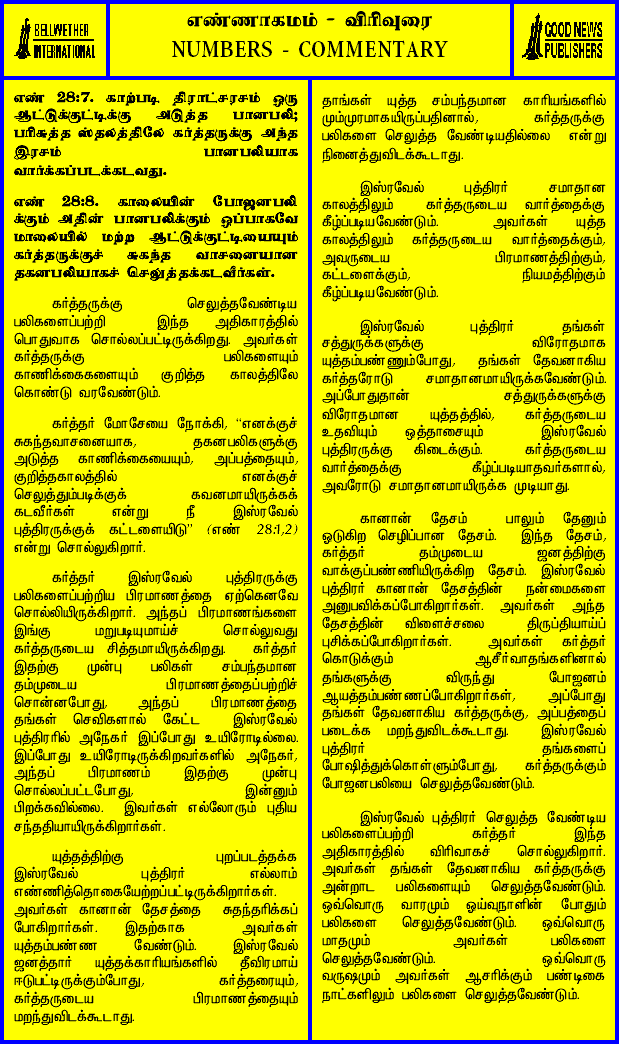 BELLWETHER
INTERNATIONAL
எண்ணாகமம் - விரிவுரை
NUMBERS - COMMENTARY
GOOD NEWS
PUBLISHERS
எண் 28:7. காற்படி திராட்சரசம் ஒரு
ஆட்டுக்குட்டிக்கு அடுத்த பானபலி;
பரிசுத்த ஸ்தலத்திலே கர்த்தருக்கு அந்த
இரசம் பானபலியாக
வார்க்கப்படக்கடவது.
எண் 28:8. காலையின் போஜனபலி
க்கும் அதின் பானபலிக்கும் ஒப்பாகவே
மாலையில் மற்ற ஆட்டுக்குட்டியையும்
கர்த்தருக்குச் சுகந்த வாசனையான
தகனபலியாகச் செலுத்தக்கடவீர்கள்.
கர்த்தருக்கு செலுத்தவேண்டிய
பலிகளைப்பற்றி இந்த அதிகாரத்தில்
பொதுவாக சொல்லப்பட்டிருக்கிறது. அவர்கள்
கர்த்தருக்கு பலிகளையும்
காணிக்கைகளையும் குறித்த காலத்திலே
கொண்டு வரவேண்டும்.
கர்த்தர் மோசேயை நோக்கி, "எனக்குச்
சுகந்தவாசனையாக, தகனபலிகளுக்கு
அடுத்த காணிக்கையையும், அப்பத்தையும்,
குறித்தகாலத்தில் எனக்குச்
செலுத்தும்படிக்குக் கவனமாயிருக்கக்
கடவீர்கள் என்று நீ இஸ்ரவேல்
புத்திரருக்குக் கட்டளையிடு" (எண் 28:1,2)
என்று சொல்லுகிறார்.
கர்த்தர் இஸ்ரவேல் புத்திரருக்கு
பலிகளைப்பற்றிய பிரமாணத்தை ஏற்கெனவே
சொல்லியிருக்கிறார். அந்தப் பிரமாணங்களை
இங்கு மறுபடியுமாய்ச் சொல்லுவது
கர்த்தருடைய சித்தமாயிருக்கிறது. கர்த்தர்
இதற்கு முன்பு பலிகள் சம்பந்தமான
தம்முடைய பிரமாணத்தைப்பற்றிச்
சொன்னபோது, அந்தப் பிரமாணத்தை
தங்கள் செவிகளால் கேட்ட இஸ்ரவேல்
புத்திரரில் அநேகர் இப்போது உயிரோடில்லை.
இப்போது உயிரோடிருக்கிறவர்களில் அநேகர்,
அந்தப் பிரமாணம் இதற்கு முன்பு
சொல்லப்பட்டபோது, இன்னும்
பிறக்கவில்லை. இவர்கள் எல்லோரும் புதிய
சந்ததியாயிருக்கிறார்கள்.
யுத்தத்திற்கு புறப்படத்தக்க
இஸ்ரவேல் புத்திரர் எல்லாம்
எண்ணித்தொகையேற்றப்பட்டிருக்கிறார்கள்.
அவர்கள் கானான் தேசத்தை சுதந்தரிக்கப்
போகிறார்கள். இதற்காக அவர்கள்
யுத்தம்பண்ண வேண்டும். இஸ்ரவேல்
ஜனத்தார் யுத்தக்காரியங்களில் தீவிரமாய்
ஈடுபட்டிருக்கும்போது, கர்த்தரையும்,
கர்த்தருடைய பிரமாணத்தையும்
மறந்துவிடக்கூடாது.
தாங்கள் யுத்த சம்பந்தமான காரியங்களில்
மும்முரமாகயிருப்பதினால், கர்த்தருக்கு
பலிகளை செலுத்த வேண்டியதில்லை என்று
நினைத்துவிடக்கூடாது.
இஸ்ரவேல் புத்திரர் சமாதான
காலத்திலும் கர்த்தருடைய வார்த்தைக்கு
கீழ்ப்படியவேண்டும். அவர்கள் யுத்த
காலத்திலும் கர்த்தருடைய வார்த்தைக்கும்,
அவருடைய பிரமாணத்திற்கும்,
கட்டளைக்கும், நியமத்திற்கும்
கீழ்ப்படியவேண்டும்.
இஸ்ரவேல் புத்திரர் தங்கள்
சத்துருக்களுக்கு விரோதமாக
யுத்தம்பண்ணும்போது, தங்கள் தேவனாகிய
கர்த்தரோடு சமாதானமாயிருக்கவேண்டும்.
அப்போதுதான் சத்துருக்களுக்கு
விரோதமான யுத்தத்தில், கர்த்தருடைய
உதவியும் ஒத்தாசையும் இஸ்ரவேல்
புத்திரருக்கு கிடைக்கும். கர்த்தருடைய
வார்த்தைக்கு கீழ்ப்படியாதவர்களால்,
அவரோடு சமாதானமாயிருக்க முடியாது.
கானான் தேசம் பாலும் தேனும்
ஓடுகிற செழிப்பான தேசம். இந்த தேசம்,
கர்த்தர் தம்முடைய ஜனத்திற்கு
வாக்குப்பண்ணியிருக்கிற தேசம். இஸ்ரவேல்
புத்திரர் கானான் தேசத்தின் நன்மைகளை
அனுபவிக்கப்போகிறார்கள். அவர்கள் அந்த
தேசத்தின் விளைச்சலை திருப்தியாய்ப்
புசிக்கப்போகிறார்கள். அவர்கள் கர்த்தர்
கொடுக்கும் ஆசீர்வாதங்களினால்
தங்களுக்கு விருந்து போஜனம்
ஆயத்தம்பண்ணப்போகிறார்கள், அப்போது
தங்கள் தேவனாகிய கர்த்தருக்கு, அப்பத்தைப்
படைக்க மறந்துவிடக்கூடாது. இஸ்ரவேல்
புத்திரர் தங்களைப்
போஷித்துக்கொள்ளும்போது, கர்த்தருக்கும்
போஜனபலியை செலுத்தவேண்டும்.
இஸ்ரவேல் புத்திரர் செலுத்த வேண்டிய
பலிகளைப்பற்றி கர்த்தர் இந்த
அதிகாரத்தில் விரிவாகச் சொல்லுகிறார்.
அவர்கள் தங்கள் தேவனாகிய கர்த்தருக்கு
அன்றாட பலிகளையும் செலுத்தவேண்டும்.
ஒவ்வொரு வாரமும் ஓய்வுநாளின் போதும்
பலிகளை செலுத்தவேண்டும். ஒவ்வொரு
மாதமும் அவர்கள் பலிகளை
செலுத்தவேண்டும். ஒவ்வொரு
வருஷமும் அவர்கள் ஆசரிக்கும் பண்டிகை
நாட்களிலும் பலிகளை செலுத்தவேண்டும்.